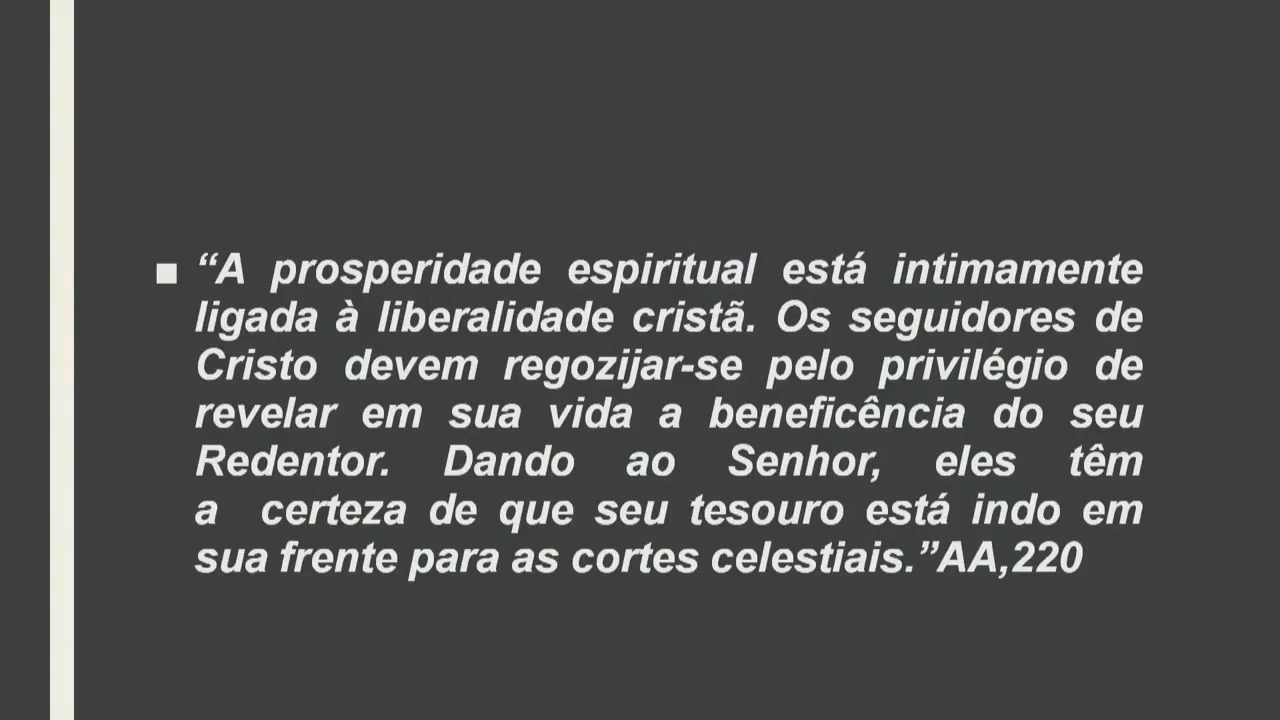 ■ “A prosperidade espiritual está intimamente
ligada à liberalidade cristã. Os seguidores de
Cristo devem regozijar-se pelo privilégio de
revelar em sua vida a beneficência do seu
Redentor. Dando ao Senhor, eles têm
a certeza de que seu tesouro está indo em
sua frente para as cortes celestiais.”AA,220